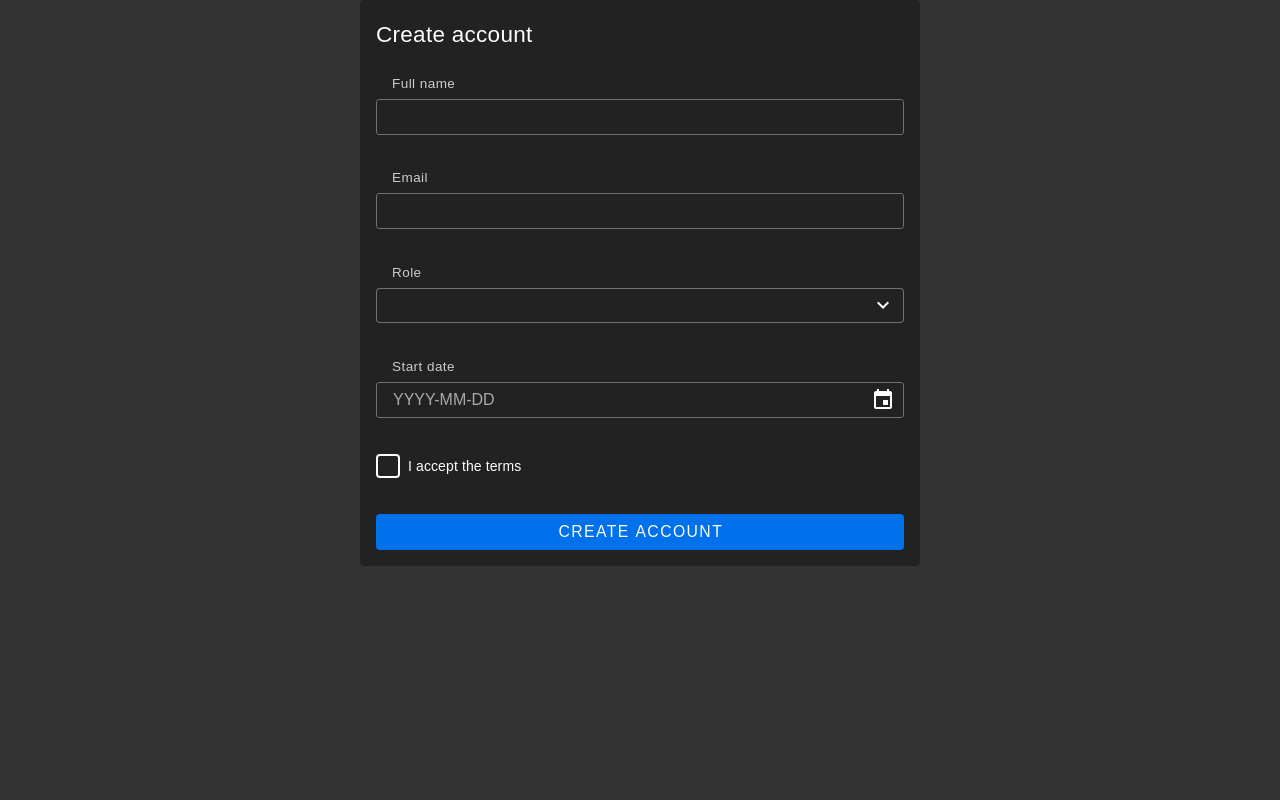 Create account
Full name
Email
Role
Start date
YYYY-MM-DD
I accept the terms
CREATE ACCOUNT